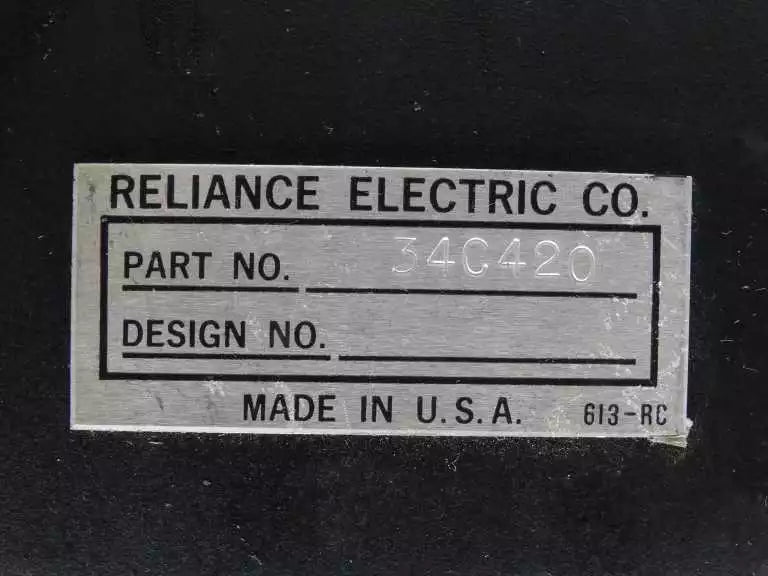 RELIANCE ELECTRIC CO.
PART NO. 34C420
DESIGN NO.
MADE IN U.S.A. 613-RC